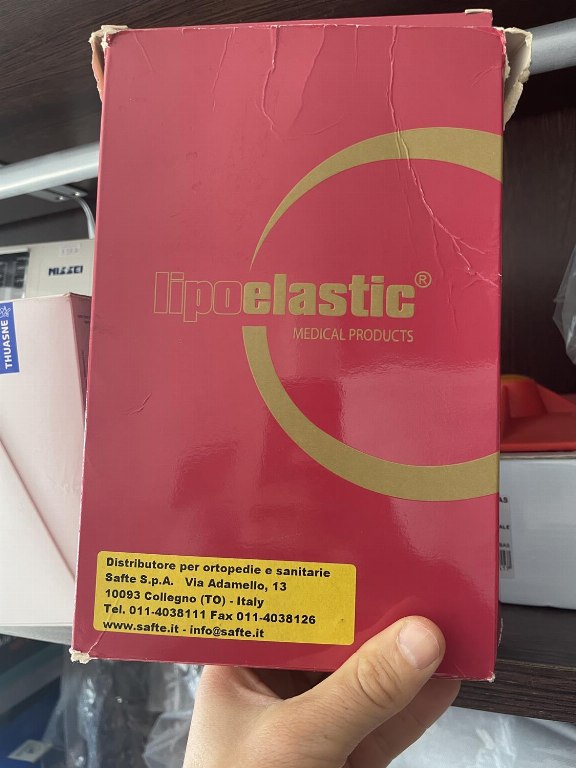 lipoelastic®
MEDICAL PRODUCTS
Distributore per ortopedie e sanitarie
Safte S.p.A. Via Adamello, 13
10093 Collegno (TO) - Italy
Tel. 011-4038111 Fax 011-4038126
www.safte.it - info@safte.it
NISSEI
THUASNE